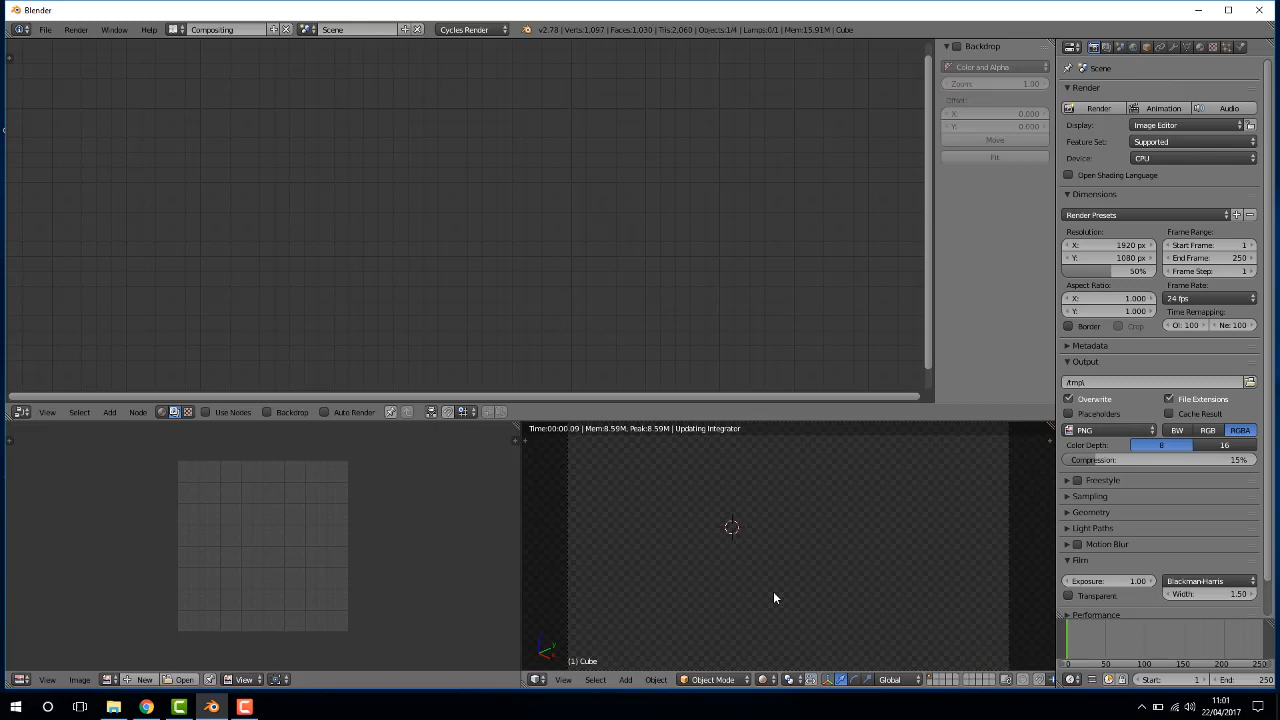 Blender
File Render Window Help Compositing Scene Cycles Render v2.78 | Verts:1,097 | Faces:1,030 | Tris:2,060 | Objects:1/4 | Lamps:0/1 | Mem:15.91M | Cube
Backdrop
Color and Alpha
Zoom: 1.00
Offset:
X: 0.000
Y: 0.000
Move
Fit
Scene
Render
Render Animation Audio
Display: Image Editor
Feature Set: Supported
Device: CPU
Open Shading Language
Dimensions
Render Presets
Resolution: Frame Range:
X: 1920 px Start Frame: 1
Y: 1080 px End Frame: 250
50% Frame Step: 1
Aspect Ratio: Frame Rate:
X: 1.000 24 fps
Y: 1.000 Time Remapping:
Border Crop Ol: 100 Ne: 100
Metadata
Output
/tmp\
Overwrite File Extensions
Placeholders Cache Result
PNG BW RGB RGBA
Color Depth: 8 16
Compression: 15%
Freestyle
Sampling
Geometry
Light Paths
Motion Blur
Film
Exposure: 1.00 Blackman-Harris
Transparent Width: 1.50
Performance
View Select Add Node Use Nodes Backdrop Auto Render
Time:00:00.09 | Mem:8.59M, Peak:8.59M | Updating Integrator
(1) Cube
View Image New Open View
View Select Add Object Object Mode Global
0 50 100 150 200 250
Start: 1 End: 250
11:01
22/04/2017